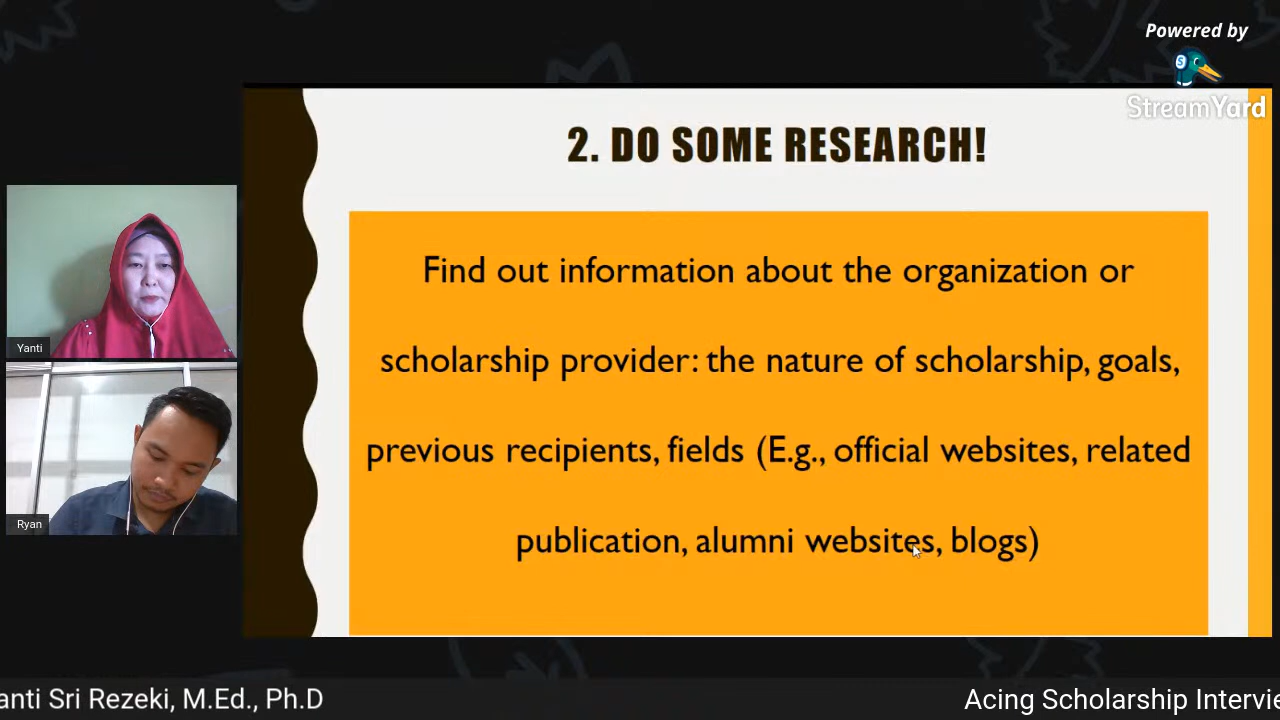 Powered by
StreamYard
2. DO SOME RESEARCH!
Find out information about the organization or
scholarship provider: the nature of scholarship, goals,
previous recipients, fields (E.g., official websites, related
publication, alumni websites, blogs)
Yanti
Ryan
anti Sri Rezeki, M.Ed., Ph.D
Acing Scholarship Intervie